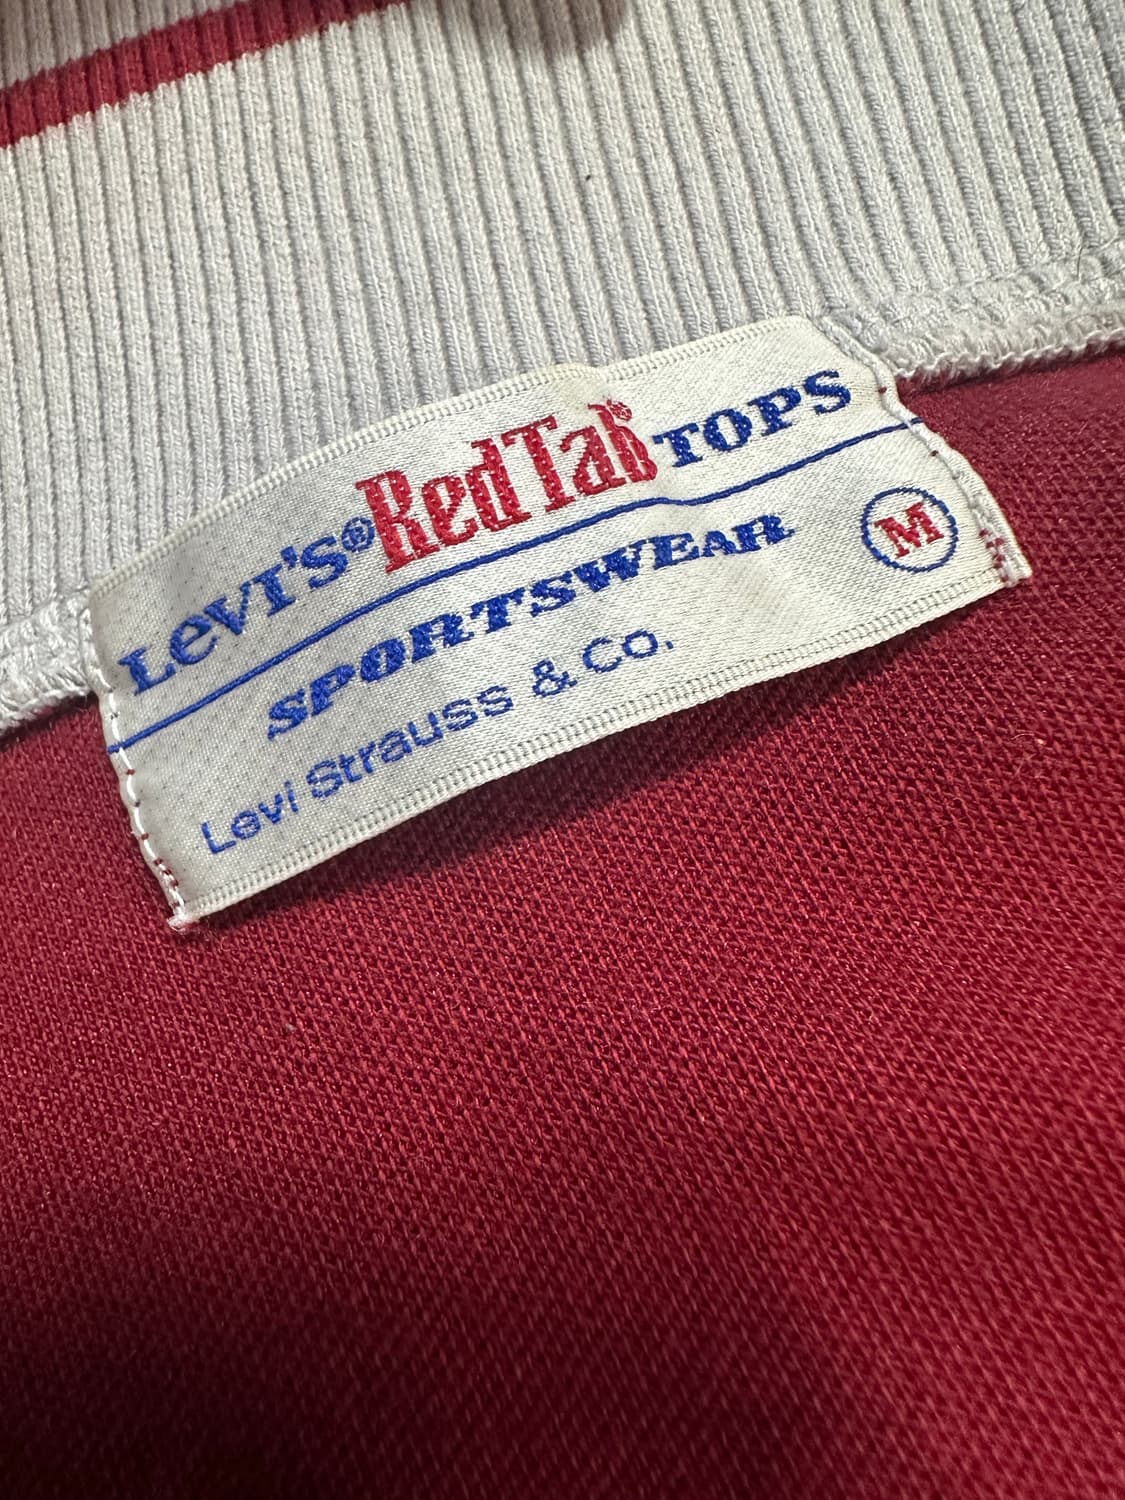 Levi's® RedTab® TOPS
SPORTSWEAR M
Levi Strauss & Co.